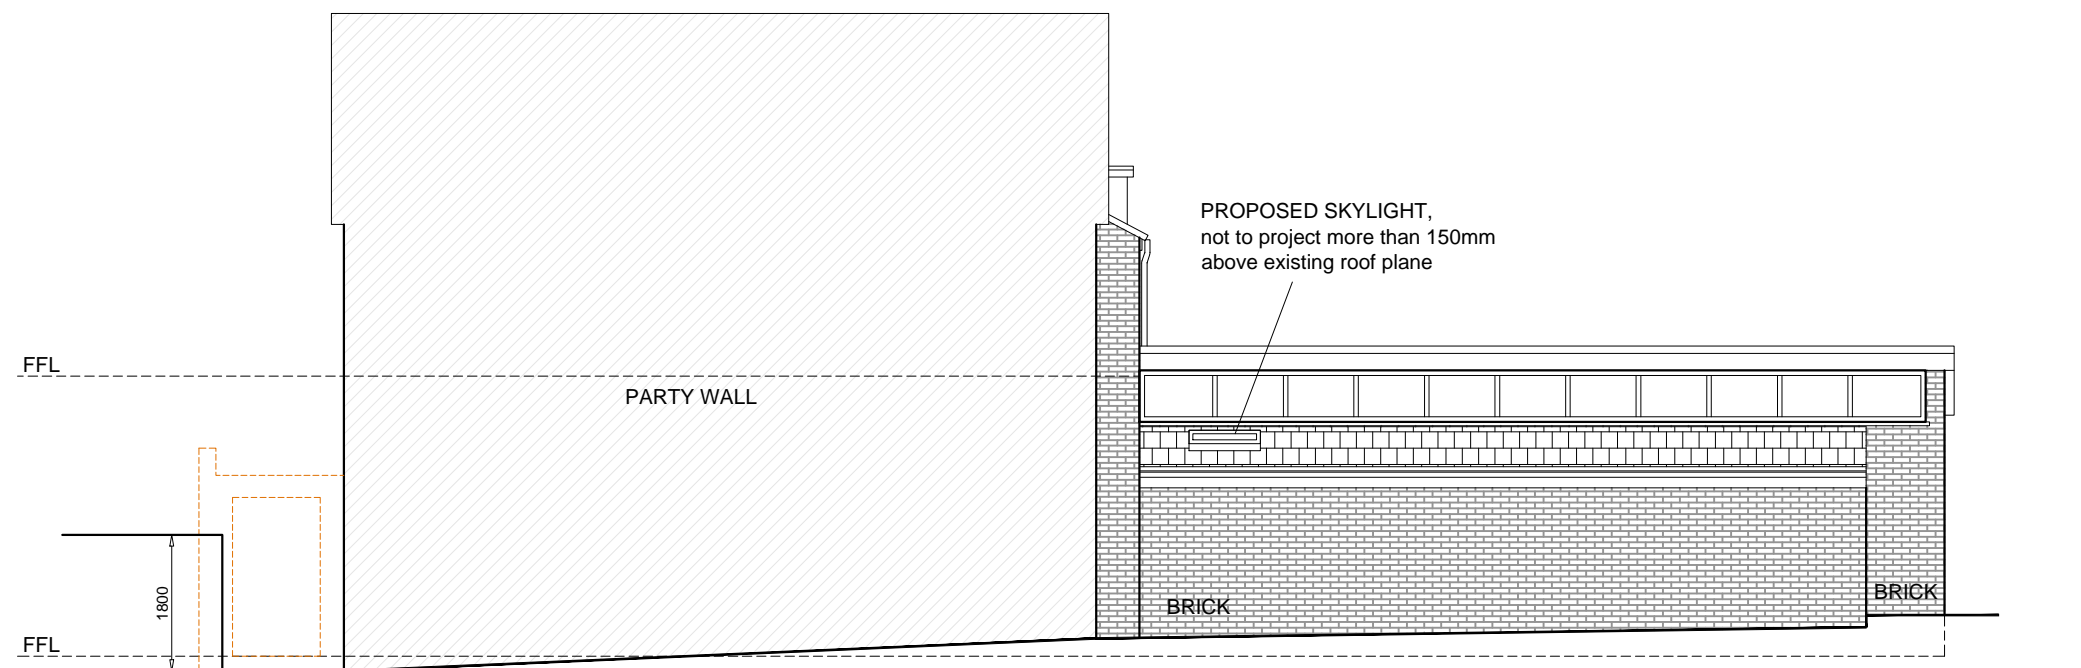 PROPOSED SKYLIGHT,
not to project more than 150mm
above existing roof plane
FFL
PARTY WALL
1800
BRICK
BRICK
FFL